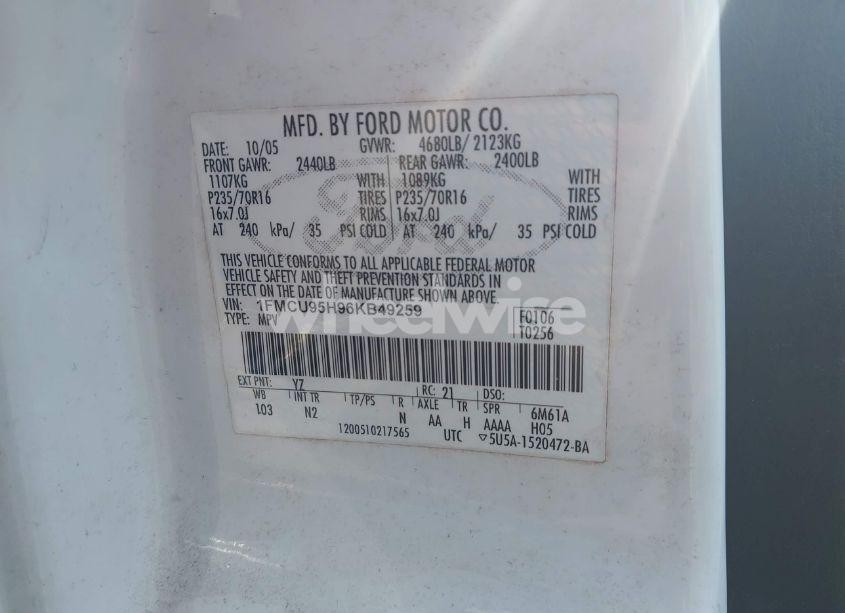 MFD. BY FORD MOTOR CO.
DATE: 10/05 GVWR: 4680LB/ 2123KG
FRONT GAWR: 2440LB REAR GAWR: 2400LB
1107KG WITH 1089KG WITH
P235/70R16 TIRES P235/70R16 TIRES
16x7.0J RIMS 16x7.0J RIMS
AT 240 kPa/ 35 PSI COLD AT 240 kPa/ 35 PSI COLD
Ford
THIS VEHICLE CONFORMS TO ALL APPLICABLE FEDERAL MOTOR
VEHICLE SAFETY AND THEFT PREVENTION STANDARDS IN
EFFECT ON THE DATE OF MANUFACTURE SHOWN ABOVE.
VIN: 1FMCU95H96KB49259 F0106
TYPE: MPV T0256
wheelwise
EXT PNT: YZ RC: 21 DSO:
WB INT TR TP/PS R AXLE TR SPR 6M61A
103 N2 N AA H AAAA H05
1200510217565 UTC ▽5U5A-1520472-BA